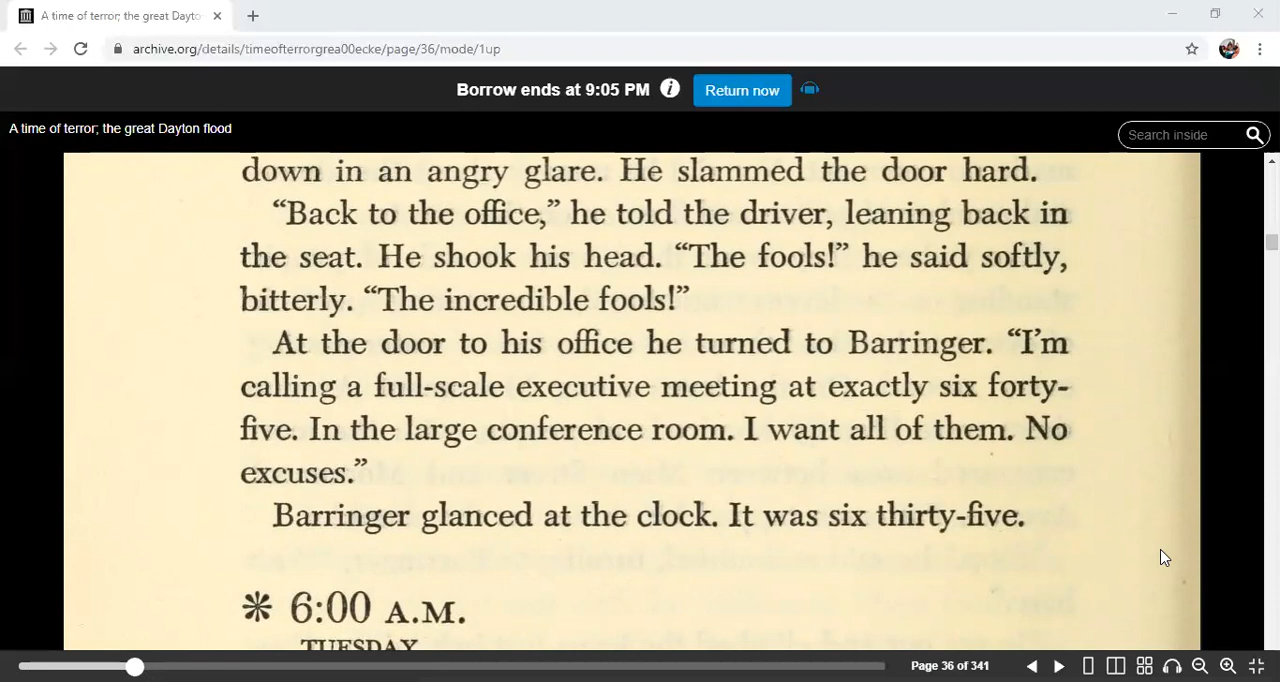 A time of terror; the great Dayto
archive.org/details/timeofterrorgrea00ecke/page/36/mode/1up
Borrow ends at 9:05 PM i Return now
A time of terror; the great Dayton flood
Search inside
down in an angry glare. He slammed the door hard.
“Back to the office,” he told the driver, leaning back in
the seat. He shook his head. “The fools!” he said softly,
bitterly. “The incredible fools!”
At the door to his office he turned to Barringer. “I’m
calling a full-scale executive meeting at exactly six forty-
five. In the large conference room. I want all of them. No
excuses.”
Barringer glanced at the clock. It was six thirty-five.
✻ 6:00 A.M.
TUESDAY
Page 36 of 341